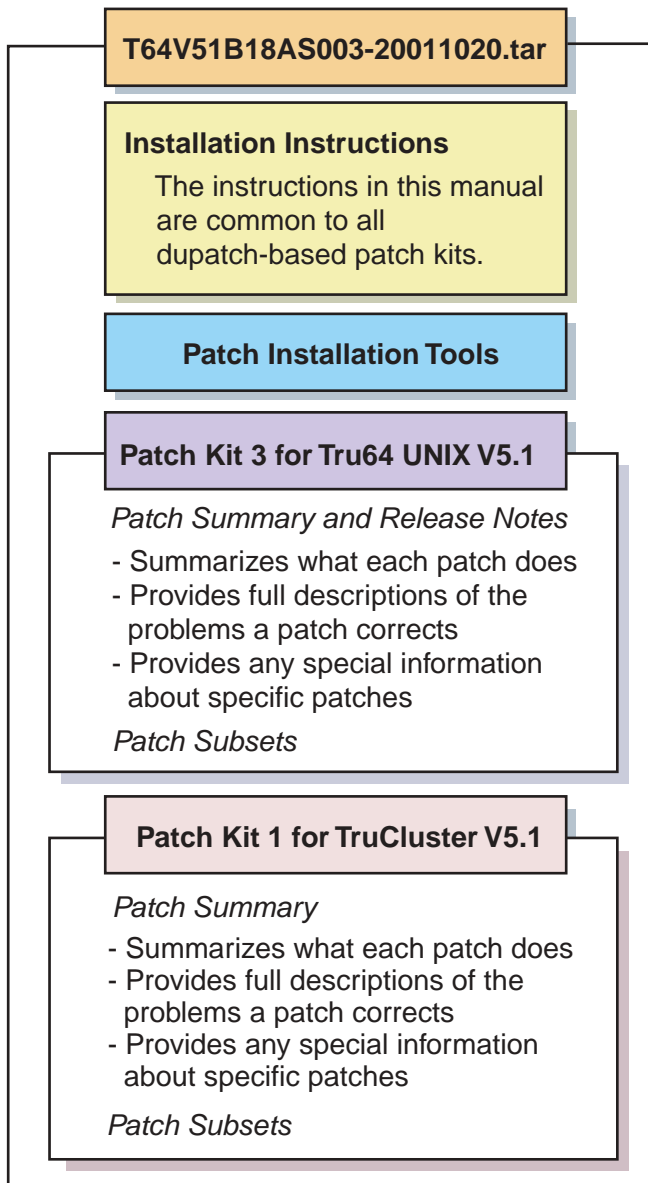 T64V51B18AS003-20011020.tar
Installation Instructions
The instructions in this manual
are common to all
dupatch-based patch kits.
Patch Installation Tools
Patch Kit 3 for Tru64 UNIX V5.1
Patch Summary and Release Notes
- Summarizes what each patch does
- Provides full descriptions of the
problems a patch corrects
- Provides any special information
about specific patches
Patch Subsets
Patch Kit 1 for TruCluster V5.1
Patch Summary
- Summarizes what each patch does
- Provides full descriptions of the
problems a patch corrects
- Provides any special information
about specific patches
Patch Subsets